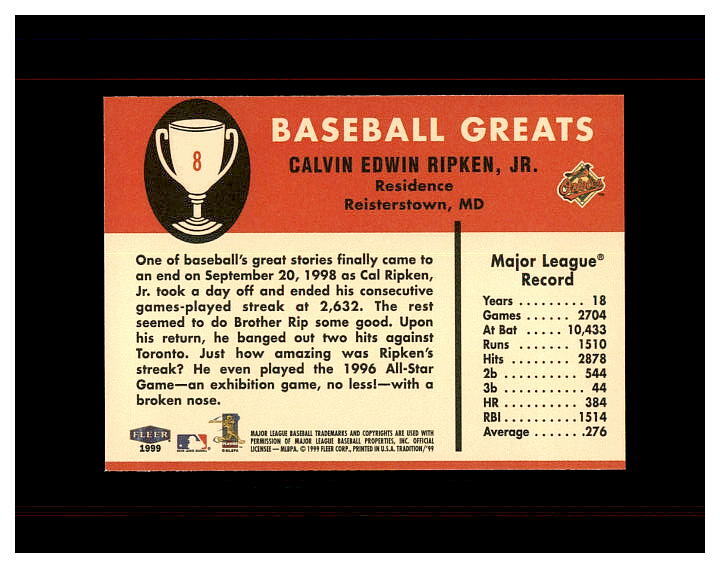 8
BASEBALL GREATS
CALVIN EDWIN RIPKEN, JR.
Residence
Reisterstown, MD
Orioles
One of baseball's great stories finally came to
an end on September 20, 1998 as Cal Ripken,
Jr. took a day off and ended his consecutive
games-played streak at 2,632. The rest
seemed to do Brother Rip some good. Upon
his return, he banged out two hits against
Toronto. Just how amazing was Ripken's
streak? He even played the 1996 All-Star
Game—an exhibition game, no less!—with a
broken nose.
Major League®
Record
Years . . . . . . . . . 18
Games . . . . . . 2704
At Bat . . . . . 10,433
Runs . . . . . . . 1510
Hits . . . . . . . . 2878
2b . . . . . . . . . . 544
3b . . . . . . . . . . . 44
HR . . . . . . . . . 384
RBI . . . . . . . . .1514
Average . . . . . .276
FLEER
1999
MAJOR LEAGUE BASEBALL TRADEMARKS AND COPYRIGHTS ARE USED WITH
PERMISSION OF MAJOR LEAGUE BASEBALL PROPERTIES, INC. OFFICIAL
LICENSEE — MLBPA. © 1999 FLEER CORP., PRINTED IN U.S.A. TRADITION/'99